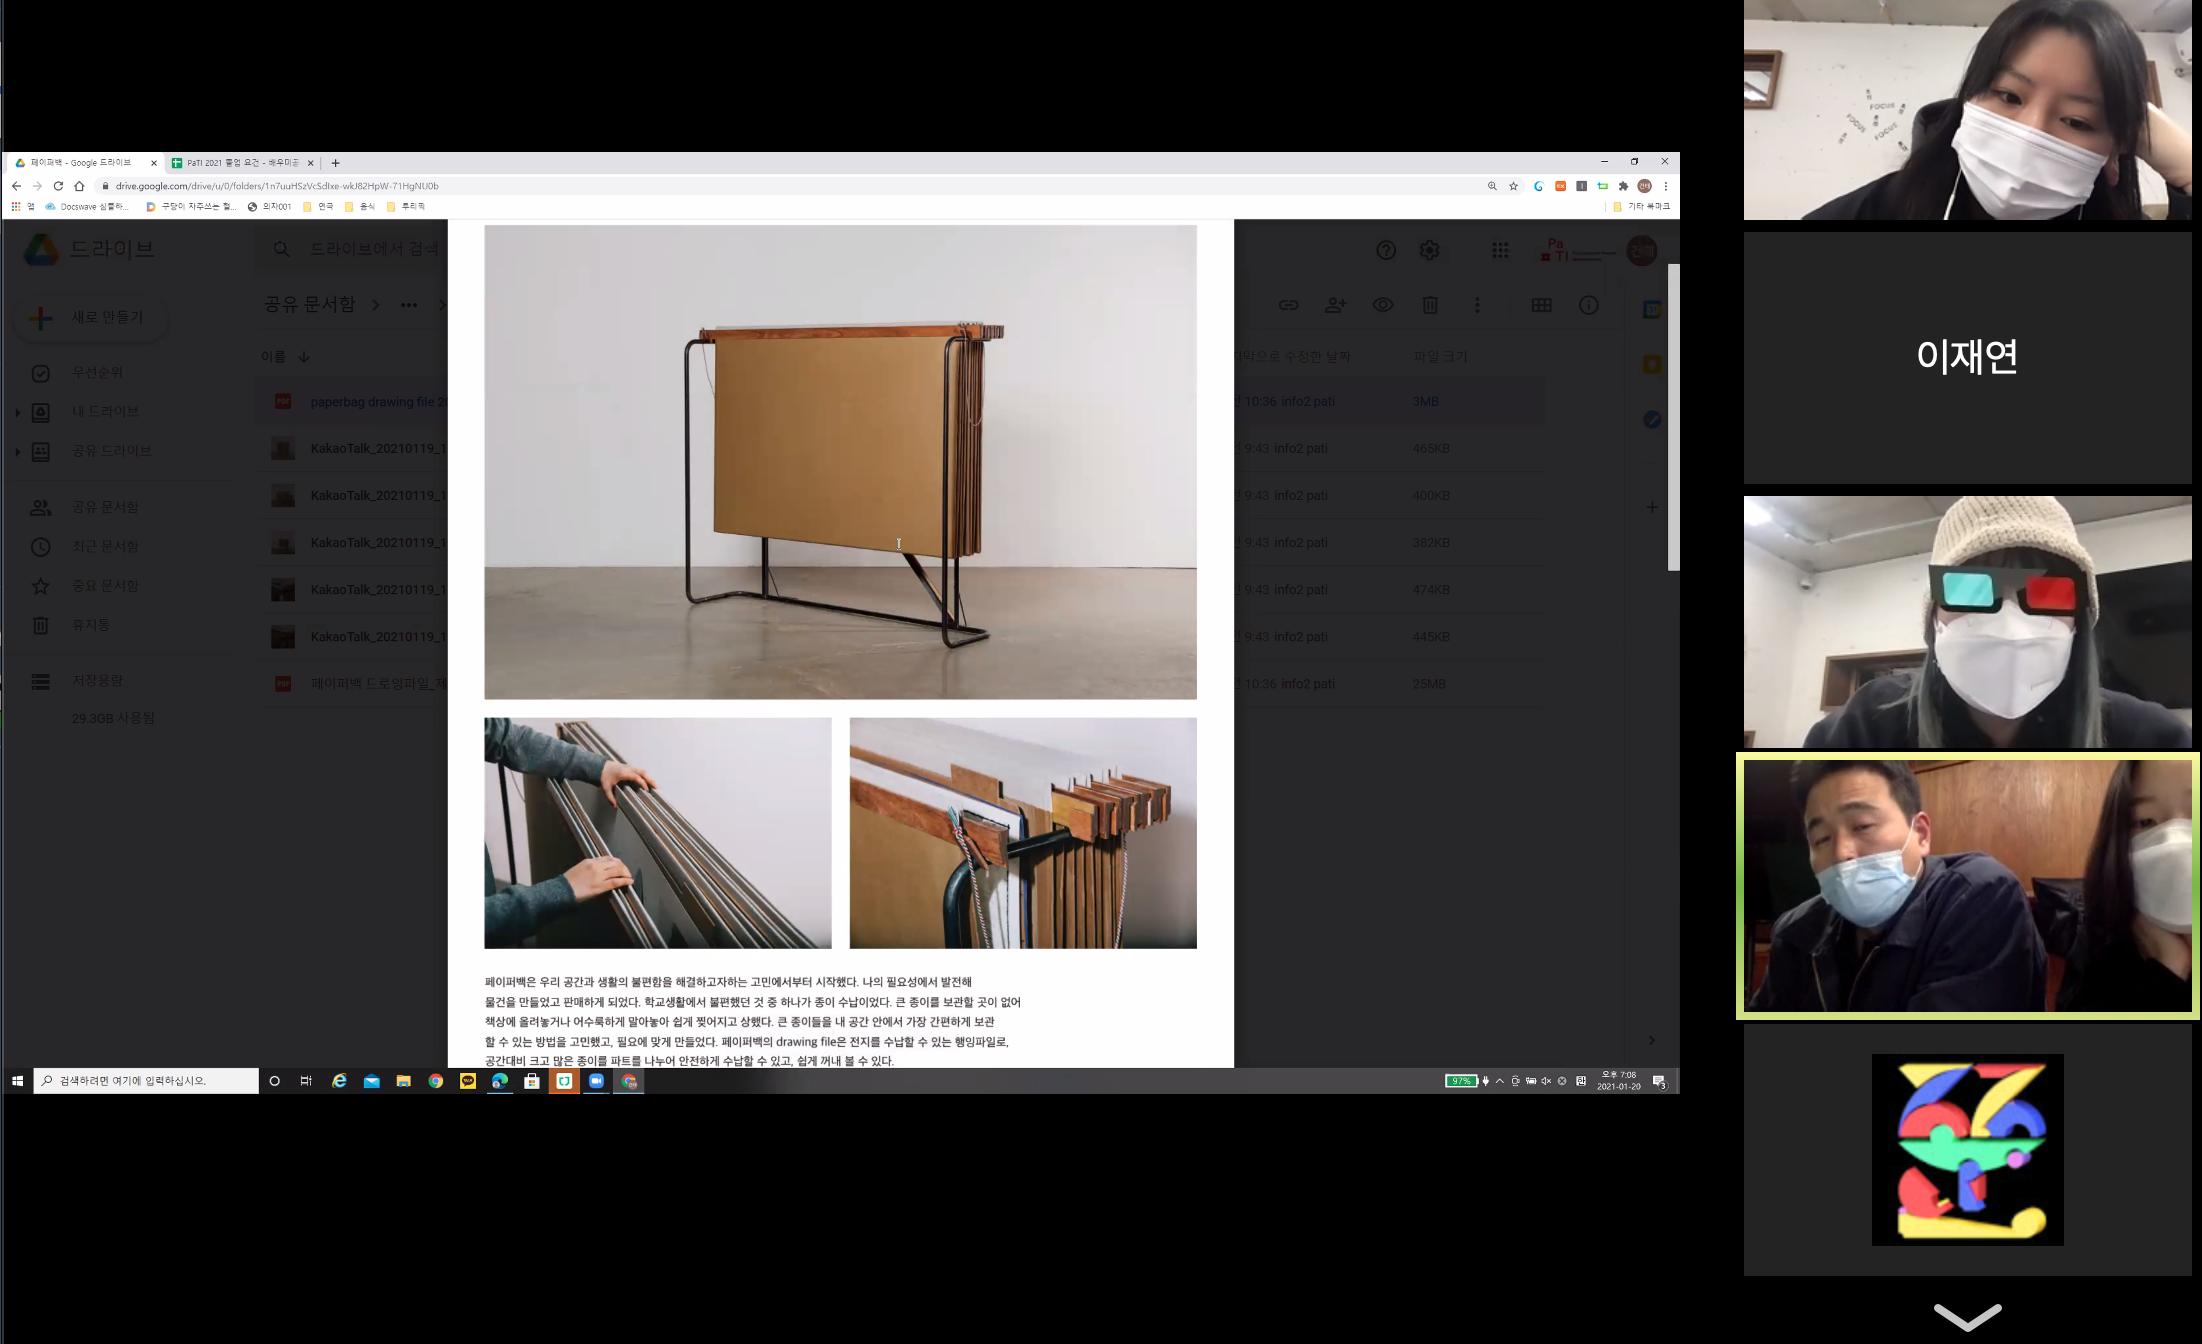 페이퍼백 - Google 드라이브
PaTI 2021 졸업 요건 - 배우미공
drive.google.com/drive/u/0/folders/1n7uuHSzVcSdlxe-wkJ82HpW-71HgNU0b
앱
Docswave 심플하...
구당이 자주쓰는 헐...
의자001
연극
음식
투리픽
기타 북마크
드라이브
드라이브에서 검색
새로 만들기
공유 문서함
이름
지막으로 수정한 날짜
파일 크기
우선순위
내 드라이브
공유 드라이브
공유 문서함
최근 문서함
중요 문서함
휴지통
저장용량
29.3GB 사용됨
paperbag drawing file 20
10:36 info2 pati
3MB
KakaoTalk_20210119_1
9:43 info2 pati
465KB
KakaoTalk_20210119_1
9:43 info2 pati
400KB
KakaoTalk_20210119_1
9:43 info2 pati
382KB
KakaoTalk_20210119_1
9:43 info2 pati
474KB
KakaoTalk_20210119_1
9:43 info2 pati
445KB
페이퍼백 드로잉파일_제
10:36 info2 pati
25MB
페이퍼백은 우리 공간과 생활의 불편함을 해결하고자하는 고민에서부터 시작했다. 나의 필요성에서 발전해
물건을 만들었고 판매하게 되었다. 학교생활에서 불편했던 것 중 하나가 종이 수납이었다. 큰 종이를 보관할 곳이 없어
책상에 올려놓거나 어수룩하게 말아놓아 쉽게 찢어지고 상했다. 큰 종이들을 내 공간 안에서 가장 간편하게 보관
할 수 있는 방법을 고민했고, 필요에 맞게 만들었다. 페이퍼백의 drawing file은 전지를 수납할 수 있는 행잉파일로,
공간대비 크고 많은 종이를 파트를 나누어 안전하게 수납할 수 있고, 쉽게 꺼내 볼 수 있다.
검색하려면 여기에 입력하십시오.
97%
오후 7:08
2021-01-20
3
FOCUS
FOCUS
FOCUS
FOCUS
이재연